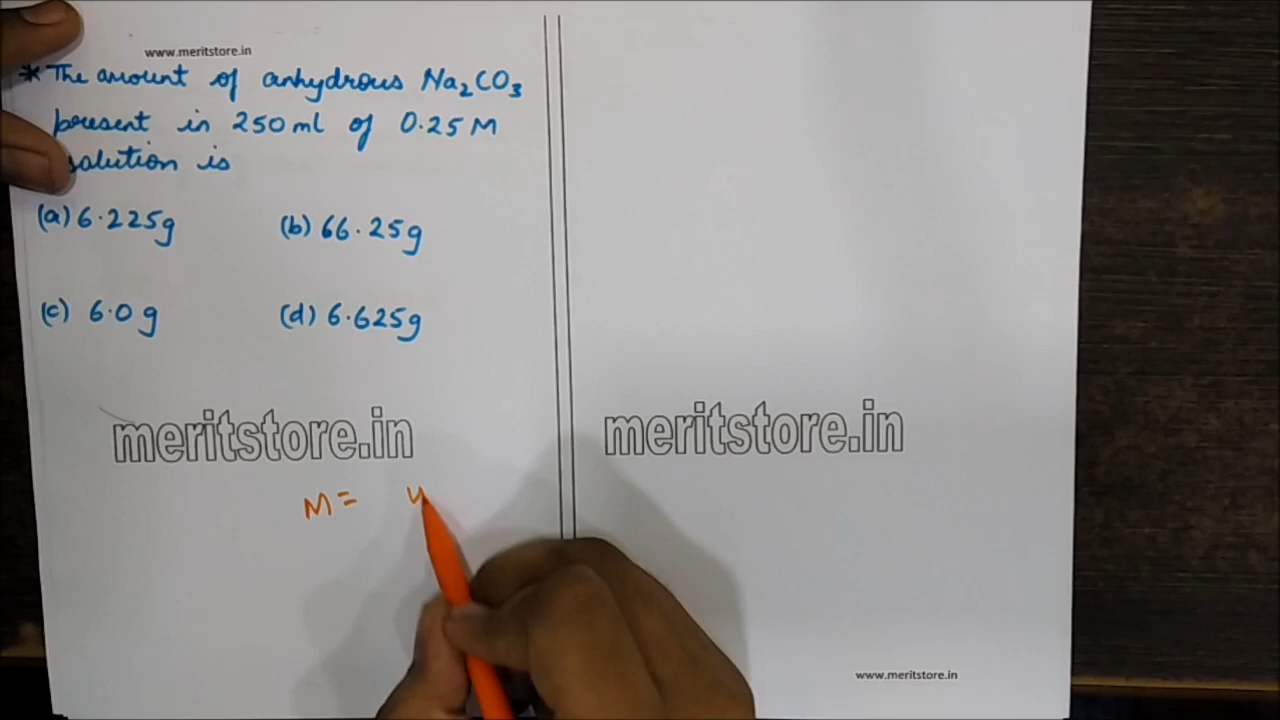 www.meritstore.in
* The amount of anhydrous Na₂CO₃
present in 250 ml of 0.25 M
solution is
(a) 6.225g (b) 66.25g
(c) 6.0 g (d) 6.625g
meritstore.in meritstore.in
M =
www.meritstore.in